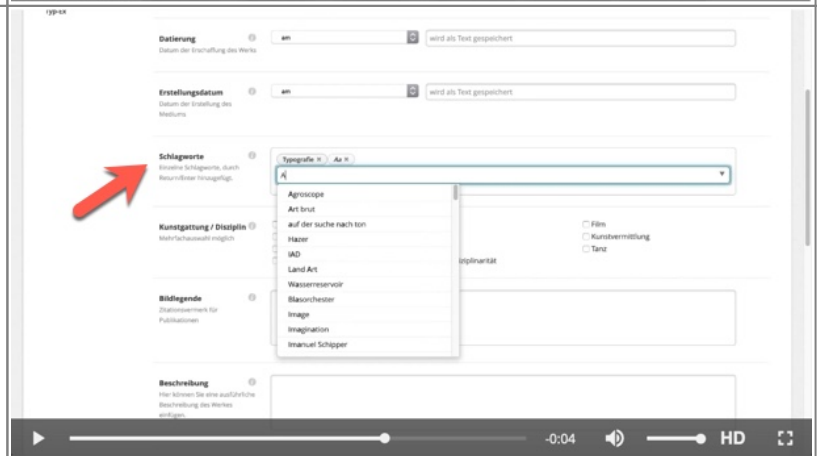 Typ-Ex
Datierung
Datum der Erschaffung des Werks
am
wird als Text gespeichert
Erstellungsdatum
Datum der Erstellung des
Mediums
am
wird als Text gespeichert
Schlagworte
Einzelne Schlagworte, durch
Return/Enter hinzugefügt.
Typografie × Aa ×
A
Agroscope
Art brut
auf der suche nach ton
Hazer
IAD
Land Art
Wasserreservoir
Blasorchester
Image
Imagination
Imanuel Schipper
Kunstgattung / Disziplin
Mehrfachauswahl möglich
Film
Kunstvermittlung
Tanz
disziplinarität
Bildlegende
Zitationsvermerk für
Publikationen
Beschreibung
Hier können Sie eine ausführliche
Beschreibung des Werkes
einfügen.
-0:04 HD